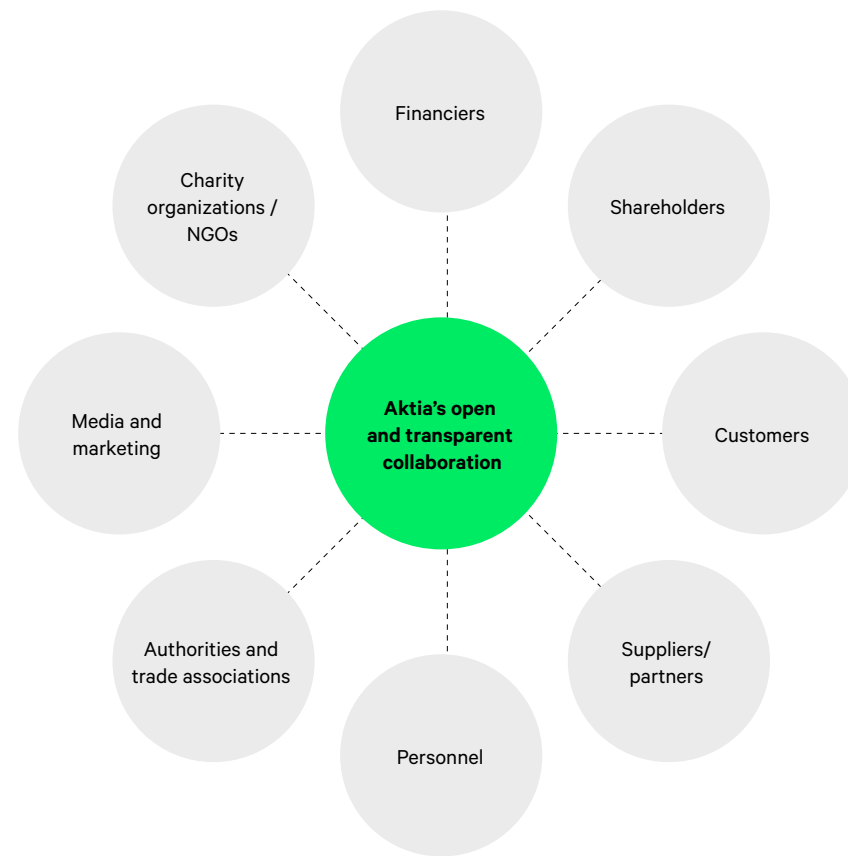 Financiers
Charity
organizations /
NGOs
Shareholders
Media and
marketing
Aktia’s open
and transparent
collaboration
Customers
Authorities and
trade associations
Suppliers/
partners
Personnel